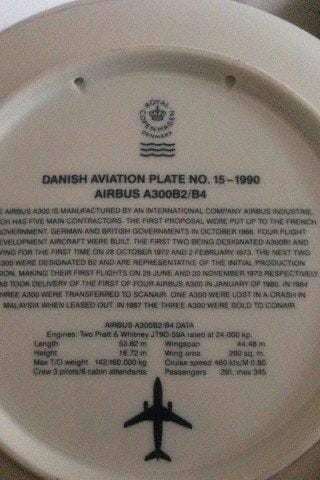 ROYAL
COPENHAGEN
DENMARK
DANISH AVIATION PLATE NO. 15-1990
AIRBUS A300B2/B4
AIRBUS A300 IS MANUFACTURED BY AN INTERNATIONAL COMPANY AIRBUS INDUSTRIE,
HAS FIVE MAIN CONTRACTORS. THE FIRST PROPOSAL WERE PUT UP TO THE FRENCH
GOVERNMENT, GERMAN AND BRITISH GOVERNMENTS IN OCTOBER 1966. FOUR FLIGHT
AIRCRAFT WERE BUILT, THE FIRST TWO BEING DESIGNATED A300B1 AND
FOR THE FIRST TIME ON 28 OCTOBER 1972 AND 2 FEBRUARY 1973. THE NEXT TWO
A300 WERE DESIGNATED B2 AND ARE REPRESENTATIVE OF THE INITIAL PRODUCTION
MAKING THEIR FIRST FLIGHTS ON 28 JUNE AND 20 NOVEMBER 1973 RESPECTIVELY.
TOOK DELIVERY OF THE FIRST OF FOUR AIRBUS A300 IN JANUARY OF 1980. IN 1984
THREE A300 WERE TRANSFERRED TO SCANAIR. ONE A300 WERE LOST IN A CRASH IN
MALAYSIA WHEN LEASED OUT. IN 1987 THE THREE A300 WERE SOLD TO CONAIR.
AIRBUS A300B2/B4 DATA
Engines: Two Pratt & Whitney JT9D-59A rated at 24.000 kp.
Length 53.62 m Wingspan 44.48 m
Height 16.72 m Wing area 260 sq. m.
Max T/O weight 142/160.000 kg Cruise speed 460 kts/M 0.80
Crew 3 pilots/6 cabin attendants Passengers 291, max 345